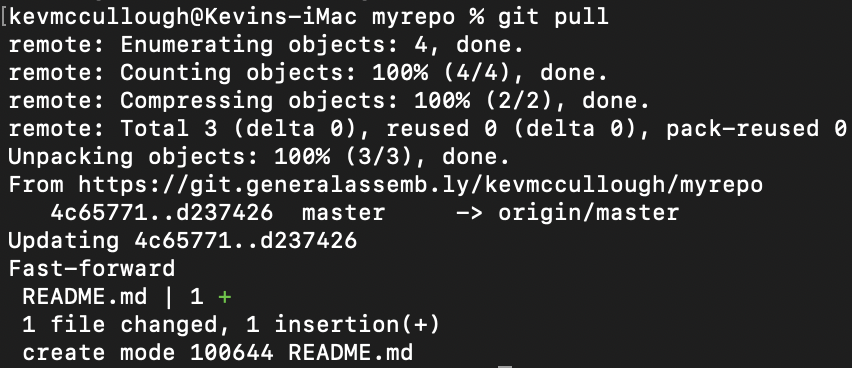 [kevmccullough@Kevins-iMac myrepo % git pull
remote: Enumerating objects: 4, done.
remote: Counting objects: 100% (4/4), done.
remote: Compressing objects: 100% (2/2), done.
remote: Total 3 (delta 0), reused 0 (delta 0), pack-reused 0
Unpacking objects: 100% (3/3), done.
From https://git.generalassemb.ly/kevmccullough/myrepo
   4c65771..d237426  master     -> origin/master
Updating 4c65771..d237426
Fast-forward
 README.md | 1 +
 1 file changed, 1 insertion(+)
 create mode 100644 README.md